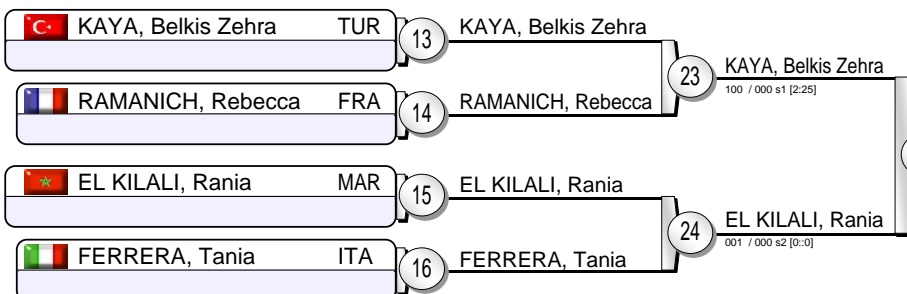 KAYA, Belkis Zehra TUR 13 KAYA, Belkis Zehra
23 KAYA, Belkis Zehra
100 / 000 s1 [2:25]
RAMANICH, Rebecca FRA 14 RAMANICH, Rebecca
EL KILALI, Rania MAR 15 EL KILALI, Rania
24 EL KILALI, Rania
001 / 000 s2 [0::0]
FERRERA, Tania ITA 16 FERRERA, Tania